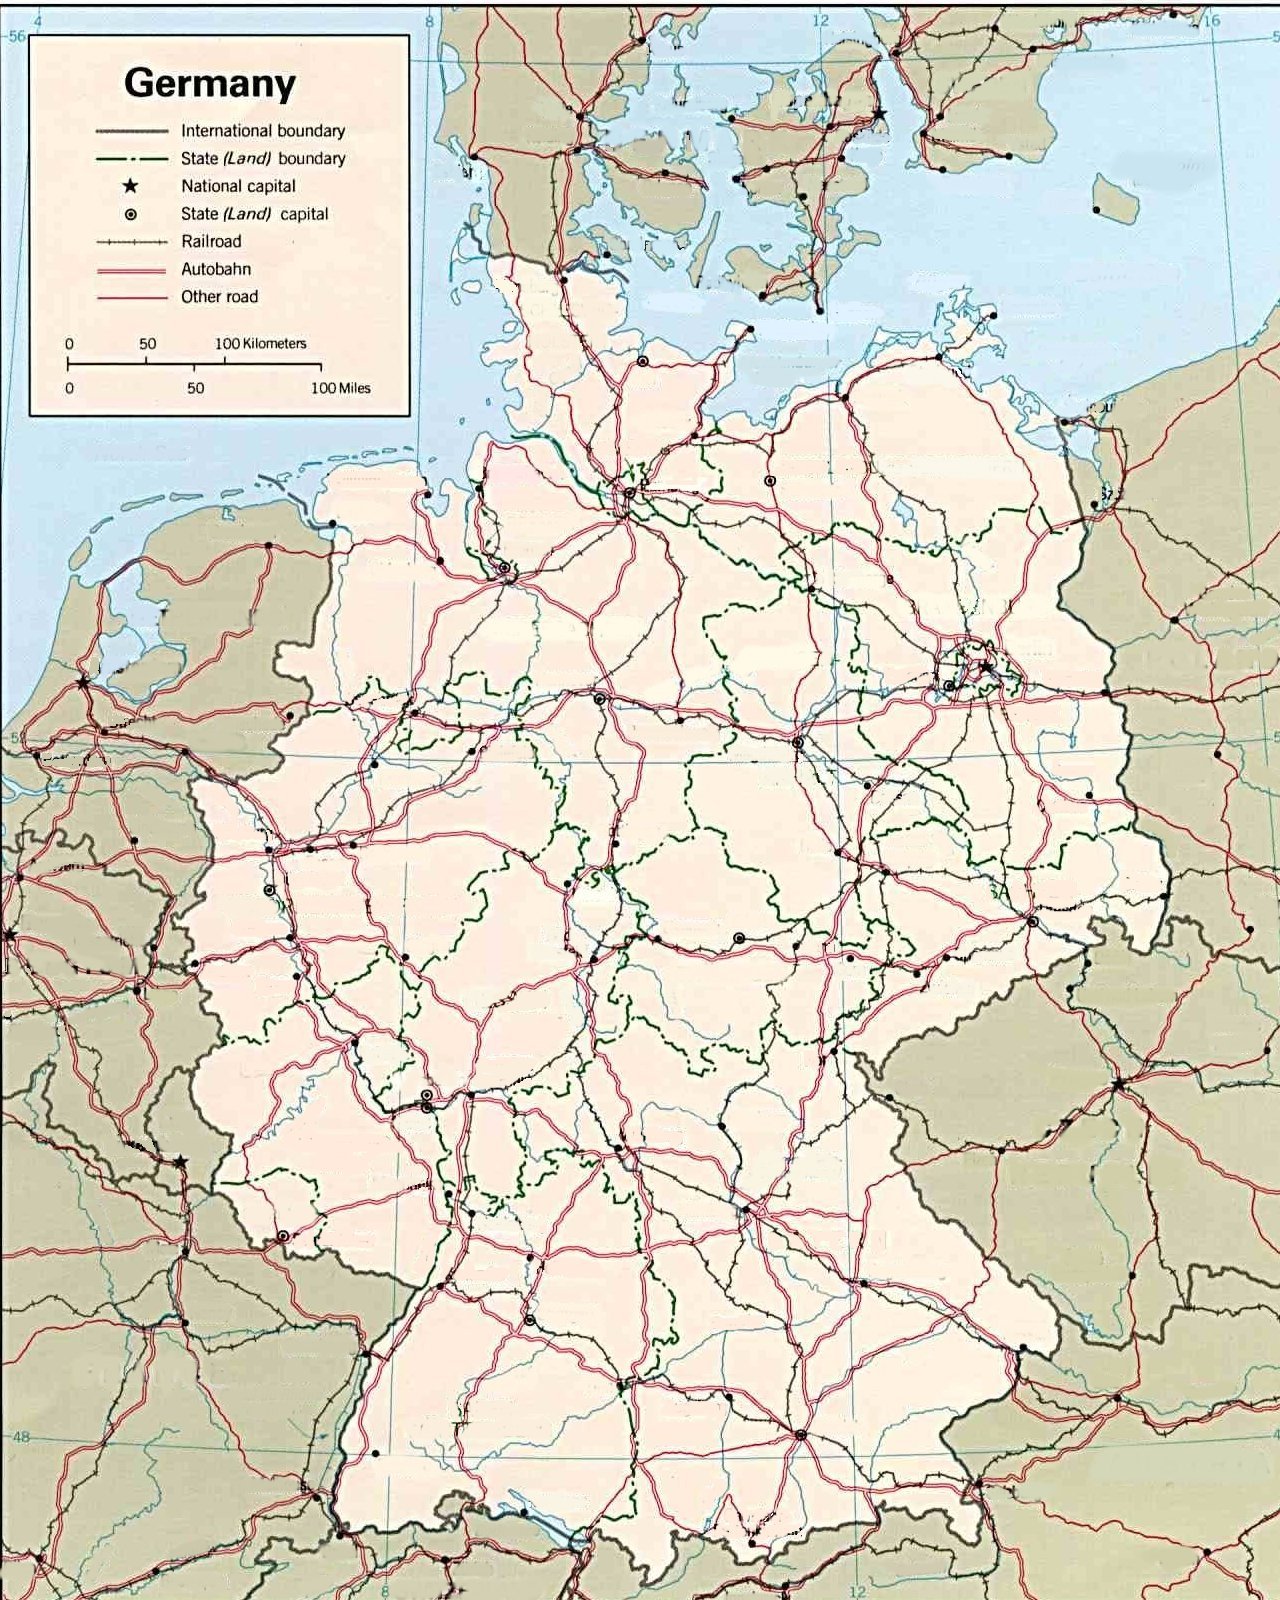 4
8
12
16
56
Germany
International boundary
State (Land) boundary
National capital
State (Land) capital
Railroad
Autobahn
Other road
0 50 100 Kilometers
0 50 100 Miles
48
8
12